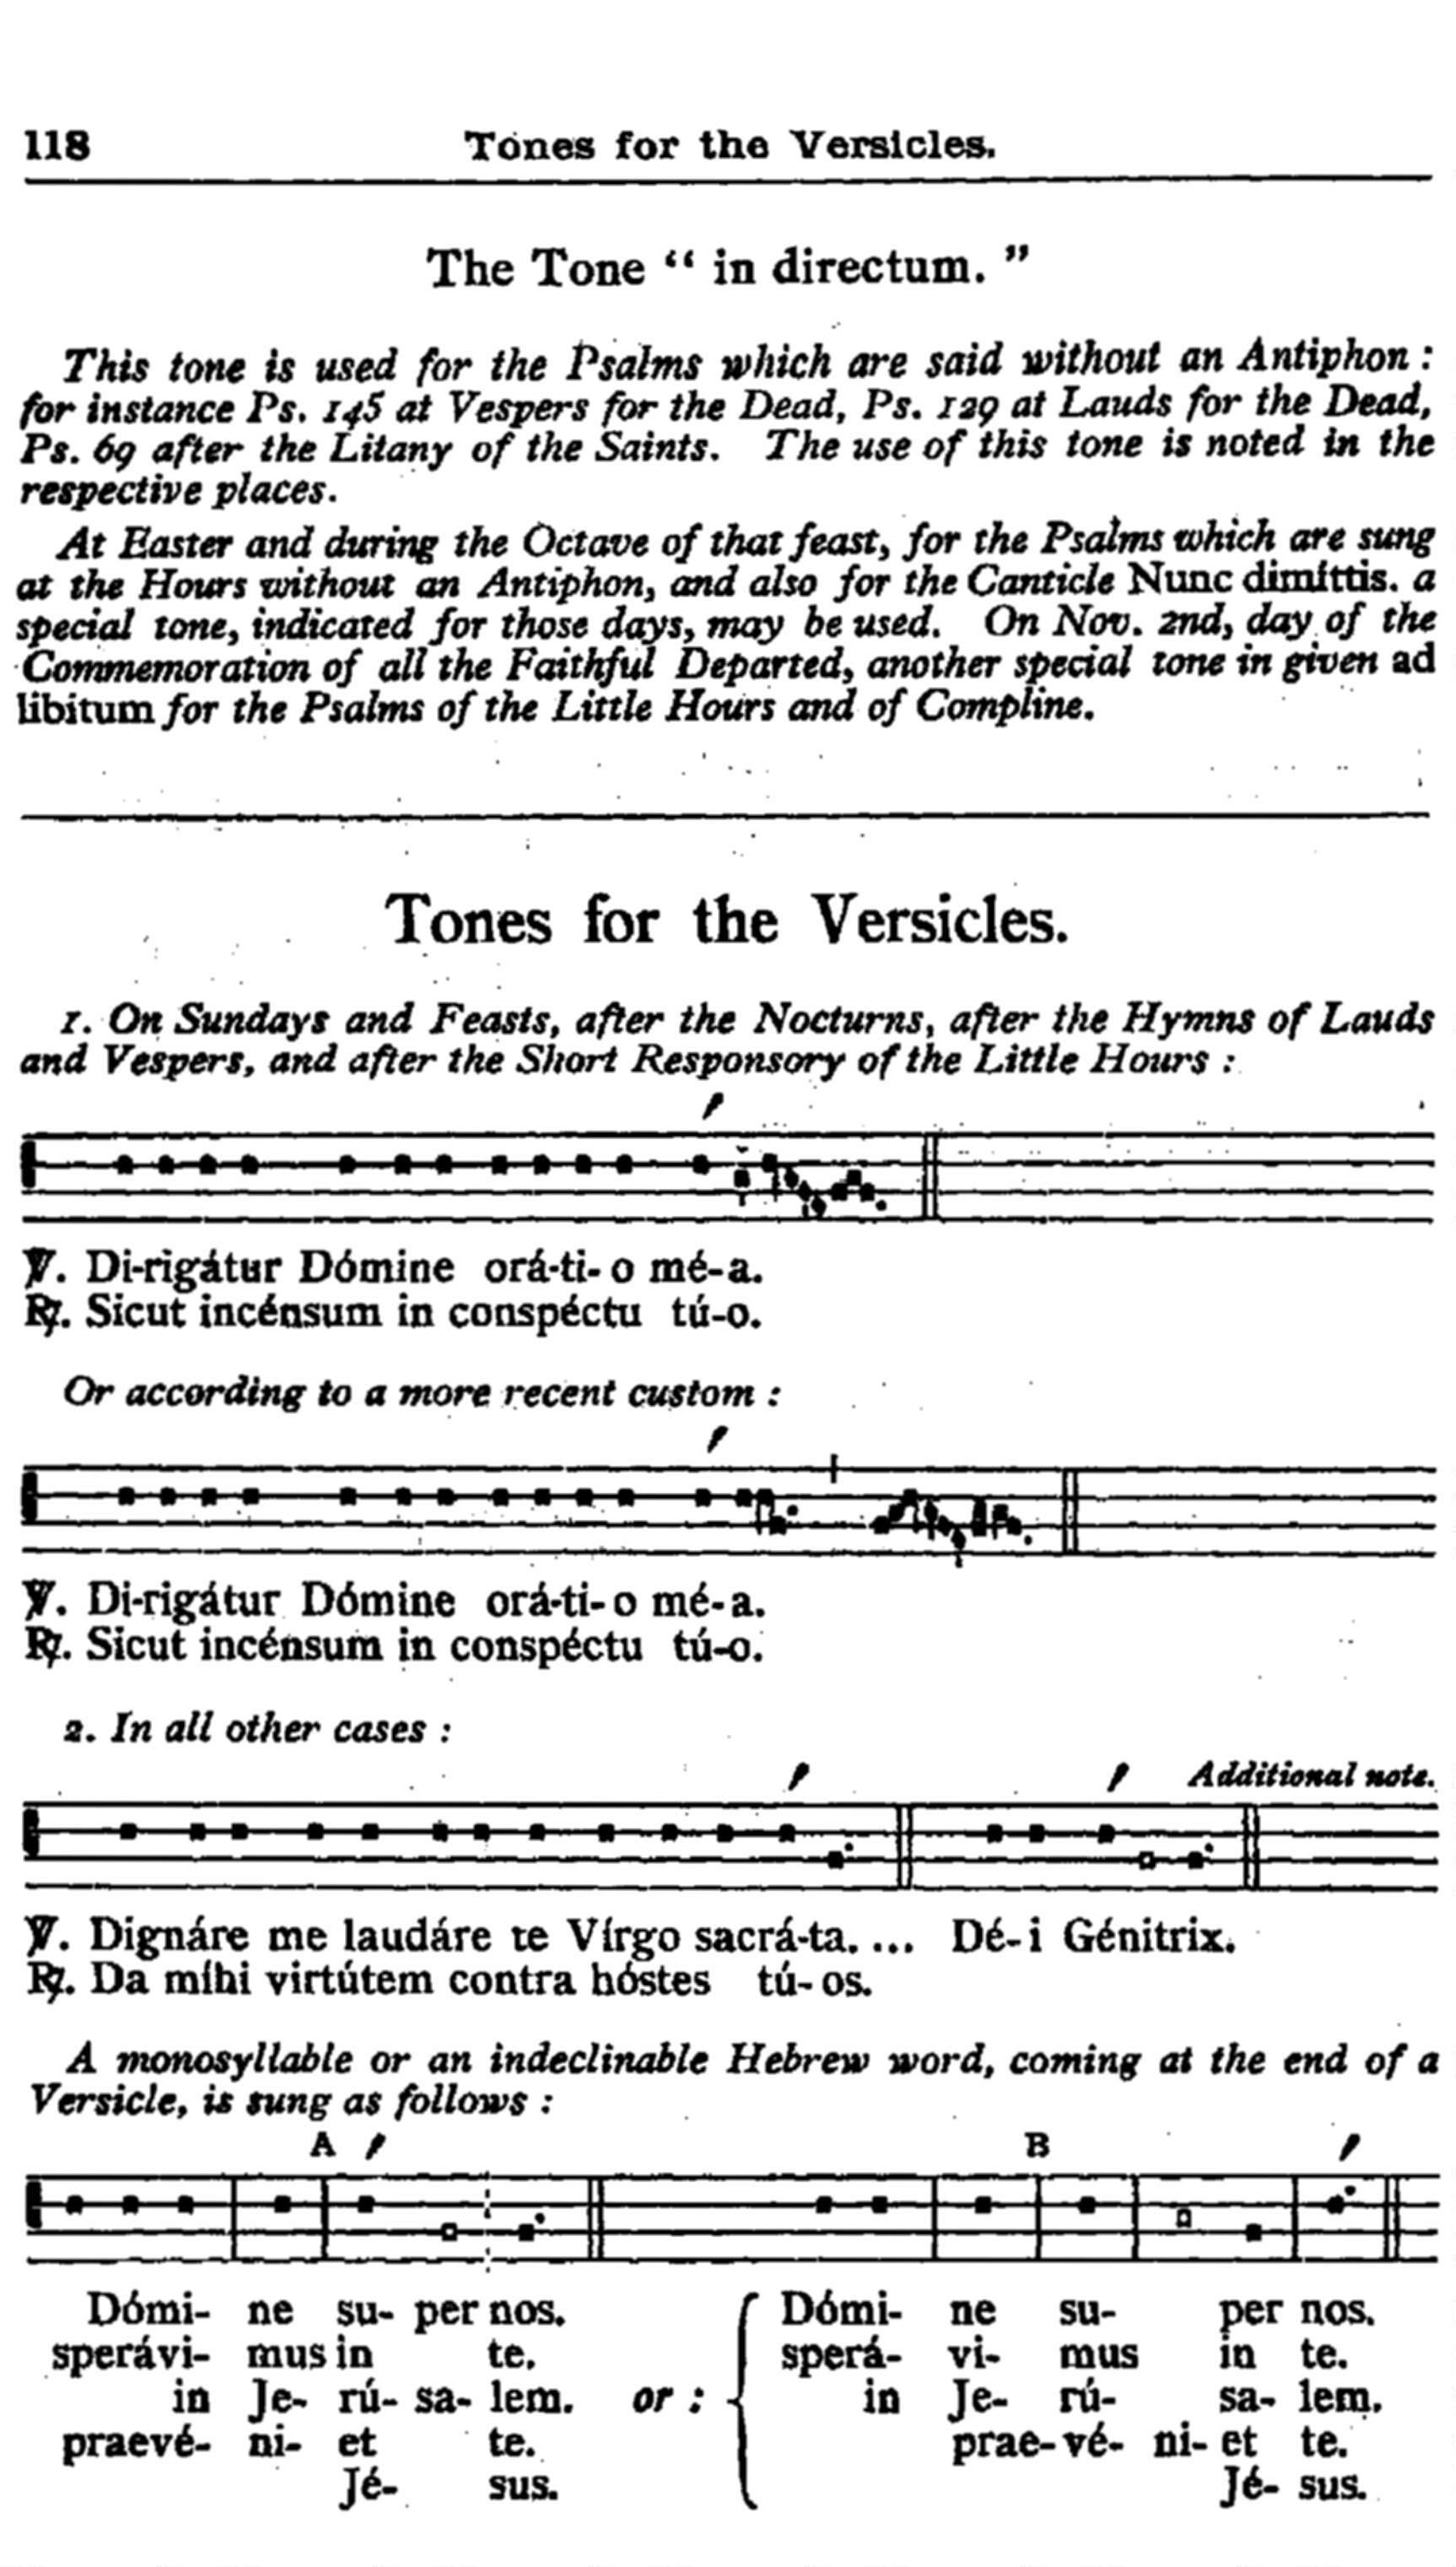 118 Tones for the Versicles.
The Tone “ in directum. ”
This tone is used for the Psalms which are said without an Antiphon :
for instance Ps. 145 at Vespers for the Dead, Ps. 129 at Lauds for the Dead,
Ps. 69 after the Litany of the Saints. The use of this tone is noted in the
respective places.
At Easter and during the Octave of that feast, for the Psalms which are sung
at the Hours without an Antiphon, and also for the Canticle Nunc dimíttis. a
special tone, indicated for those days, may be used. On Nov. 2nd, day of the
Commemoration of all the Faithful Departed, another special tone in given ad
libitum for the Psalms of the Little Hours and of Compline.
Tones for the Versicles.
1. On Sundays and Feasts, after the Nocturns, after the Hymns of Lauds
and Vespers, and after the Short Responsory of the Little Hours :
℣. Di-rigátur Dómine orá-ti- o mé-a.
℟. Sicut incénsum in conspéctu tú-o.
Or according to a more recent custom :
℣. Di-rigátur Dómine orá-ti- o mé-a.
℟. Sicut incénsum in conspéctu tú-o.
2. In all other cases :
Additional note.
℣. Dignáre me laudáre te Vírgo sacrá-ta. ... Dé- i Génitrix.
℟. Da míhi virtútem contra hóstes tú- os.
A monosyllable or an indeclinable Hebrew word, coming at the end of a
Versicle, is sung as follows :
A B
Dómi- ne su- per nos. Dómi- ne su- per nos.
sperávi- mus in te. sperá- vi- mus in te.
in Je- rú- sa- lem. or : in Je- rú- sa- lem.
praevé- ni- et te. prae- vé- ni- et te.
Jé- sus. Jé- sus.